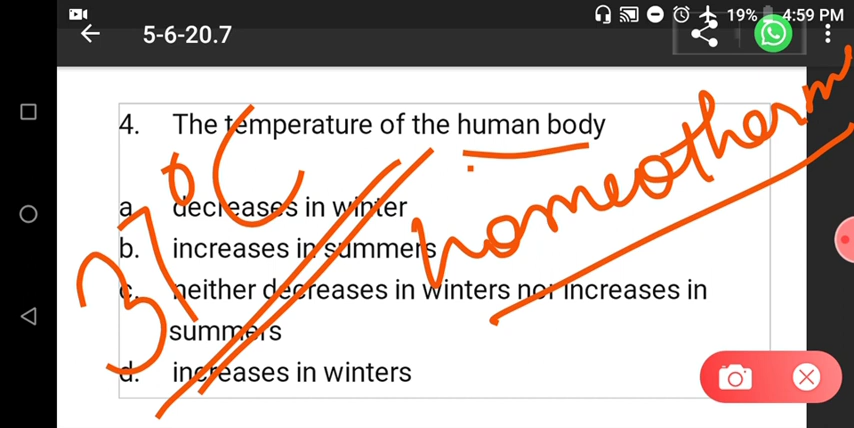 19% 4:59 PM
5-6-20.7
4. The temperature of the human body
a. decreases in winter
b. increases in summers
c. neither decreases in winters nor increases in
summers
d. increases in winters
37°C
homeotherm